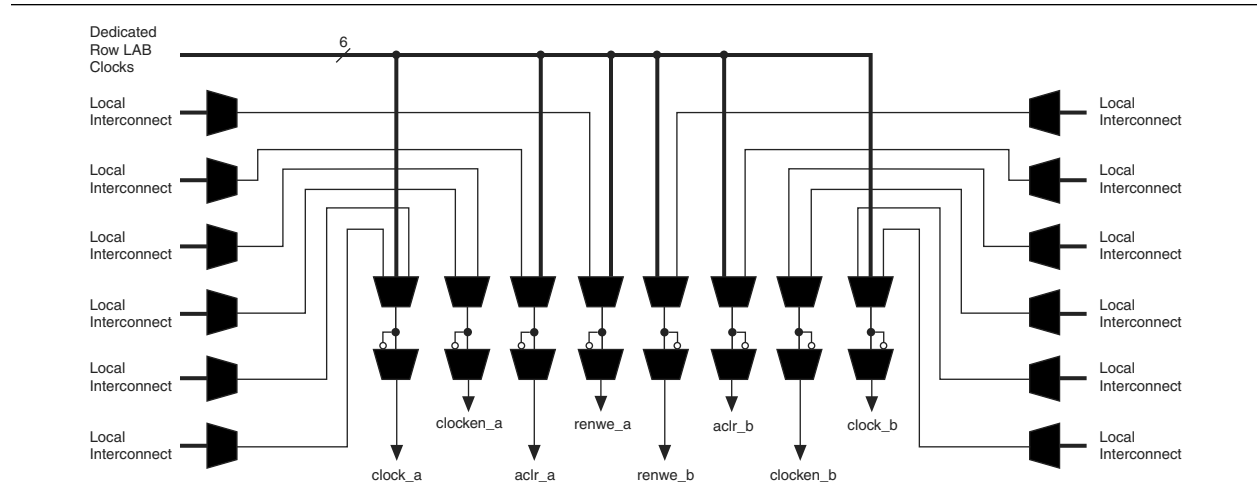 Dedicated
Row LAB
Clocks
6
Local
Interconnect
Local
Interconnect
Local
Interconnect
Local
Interconnect
Local
Interconnect
Local
Interconnect
Local
Interconnect
Local
Interconnect
Local
Interconnect
Local
Interconnect
Local
Interconnect
Local
Interconnect
clocken_a
renwe_a
aclr_b
clock_b
clock_a
aclr_a
renwe_b
clocken_b